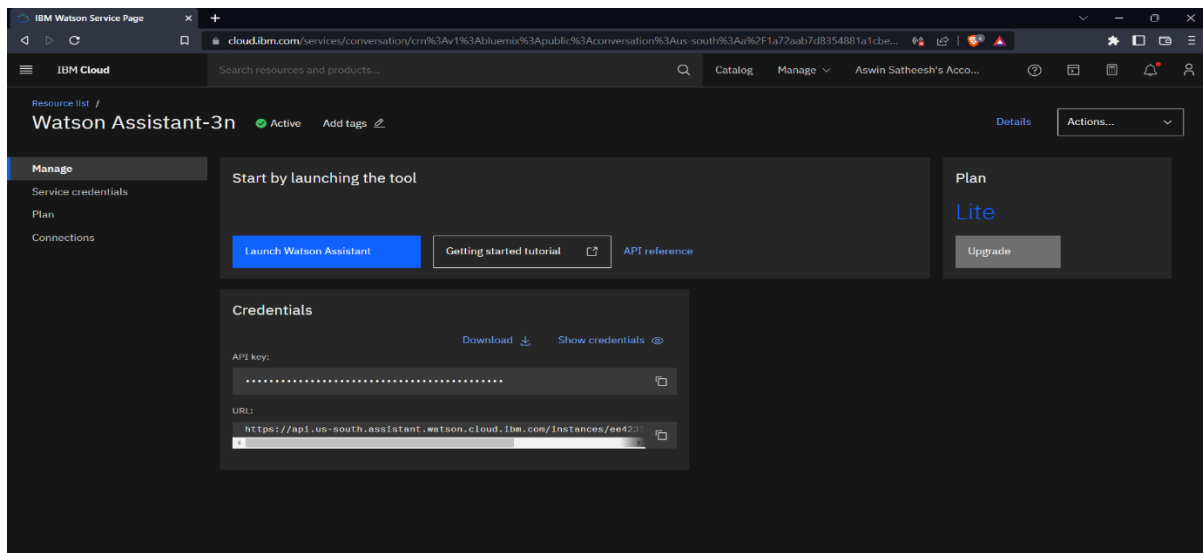 IBM Watson Service Page
cloud.ibm.com/services/conversation/crn%3Av1%3Abluemix%3Apublic%3Aconversation%3Aus-south%3Aa%2F1a72aab7d8354881a1cbe...
IBM Cloud
Search resources and products...
Catalog
Manage
Aswin Satheesh's Acco...
Resource list /
Watson Assistant-3n
Active
Add tags
Details
Actions...
Manage
Service credentials
Plan
Connections
Start by launching the tool
Launch Watson Assistant
Getting started tutorial
API reference
Plan
Lite
Upgrade
Credentials
Download
Show credentials
API key:
URL:
https://api.us-south.assistant.watson.cloud.ibm.com/instances/ee423